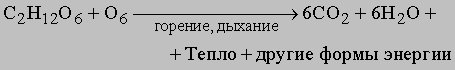 C₂H₁₂O₆ + O₆ ⟶ 6CO₂ + 6H₂O +
горение, дыхание
+ Тепло + другие формы энергии